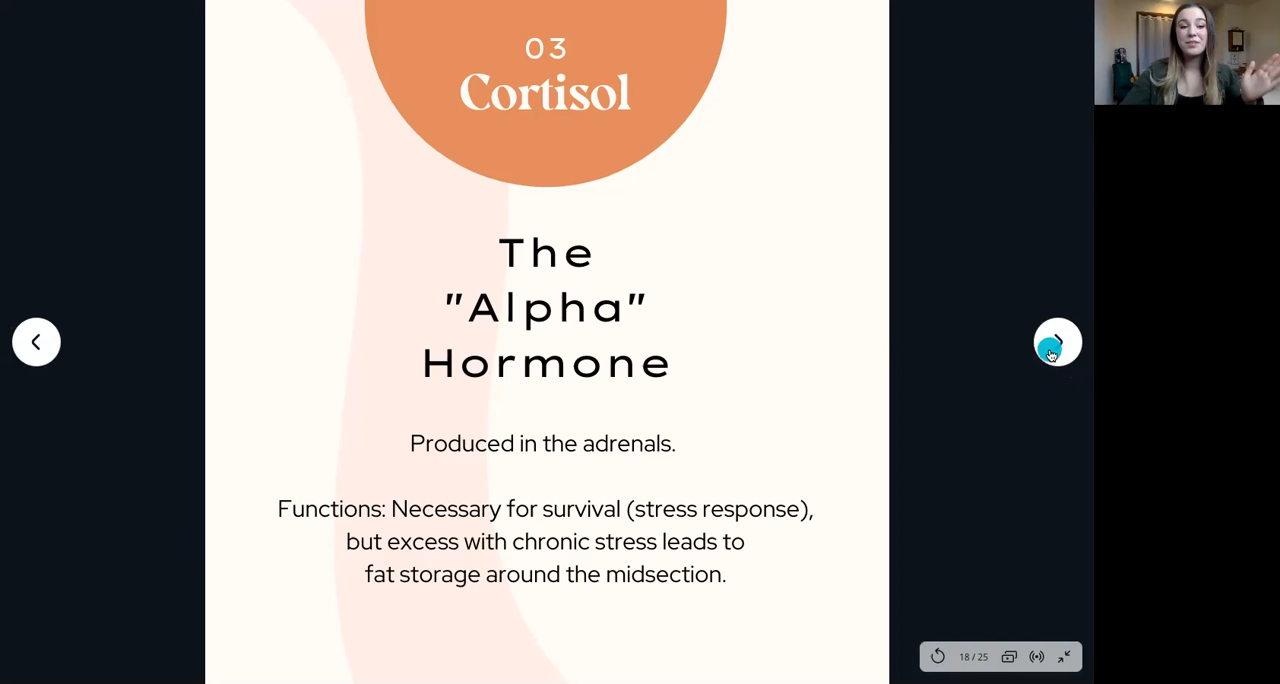 03
Cortisol
The
"Alpha"
Hormone
Produced in the adrenals.
Functions: Necessary for survival (stress response),
but excess with chronic stress leads to
fat storage around the midsection.
18 / 25